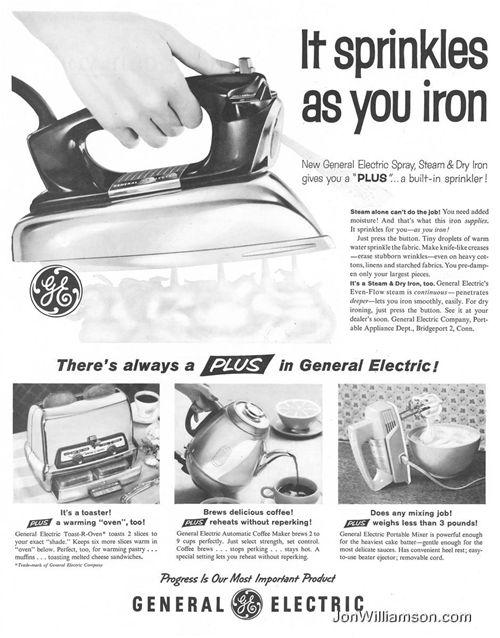 It sprinkles
as you iron
New General Electric Spray, Steam & Dry Iron
gives you a "PLUS"...a built-in sprinkler!
Steam alone can't do the job! You need added
moisture! And that's what this iron supplies.
It sprinkles for you—as you iron!
Just press the button. Tiny droplets of warm
water sprinkle the fabric. Make knife-like creases
—erase stubborn wrinkles—even on heavy cot-
tons, linens and starched fabrics. You pre-damp-
en only your largest pieces.
It's a Steam & Dry Iron, too. General Electric's
Even-Flow steam is continuous—penetrates
deeper—lets you iron smoothly, easily. For dry
ironing, just press the button. See it at your
dealer's soon. General Electric Company, Port-
able Appliance Dept., Bridgeport 2, Conn.
GE
There's always a PLUS in General Electric!
It's a toaster!
PLUS a warming "oven", too!
General Electric Toast-R-Oven* toasts 2 slices to
your exact "shade." Keeps six more slices warm in
"oven" below. Perfect, too, for warming pastry . . .
muffins . . . toasting melted cheese sandwiches.
*Trade-mark of General Electric Company
Brews delicious coffee!
PLUS reheats without reperking!
General Electric Automatic Coffee Maker brews 2 to
9 cups perfectly. Just select strength, set control.
Coffee brews . . . stops perking . . . stays hot. A
special setting lets you reheat without reperking.
Does any mixing job!
PLUS weighs less than 3 pounds!
General Electric Portable Mixer is powerful enough
for the heaviest cake batter—gentle enough for the
most delicate sauces. Has convenient heel rest; easy-
to-use beater ejector; removable cord.
Progress Is Our Most Important Product
GENERAL GE ELECTRIC
JonWilliamson.com